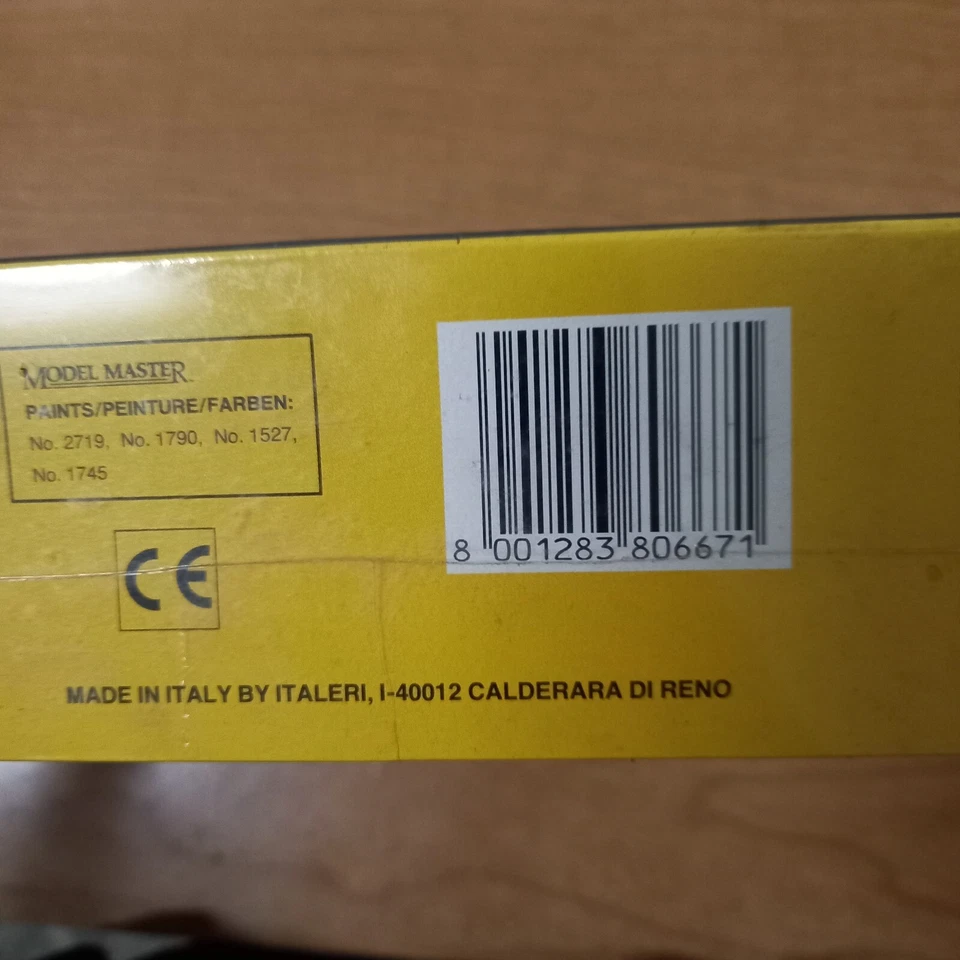 MODEL MASTER
PAINTS/PEINTURE/FARBEN:
No. 2719, No. 1790, No. 1527,
No. 1745
CE
8 001283 806671
MADE IN ITALY BY ITALERI, I-40012 CALDERARA DI RENO